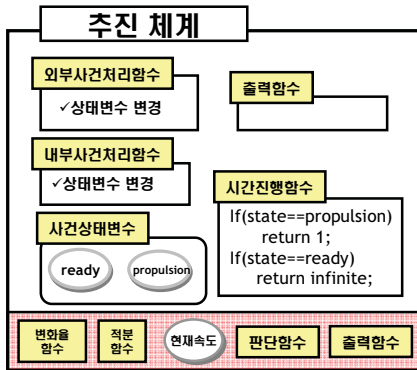 추진 체계
외부사건처리함수
✓상태변수 변경
출력함수
내부사건처리함수
✓상태변수 변경
시간진행함수
If(state==propulsion)
return 1;
If(state==ready)
return infinite;
사건상태변수
ready
propulsion
변화율
함수
적분
함수
현재속도
판단함수
출력함수